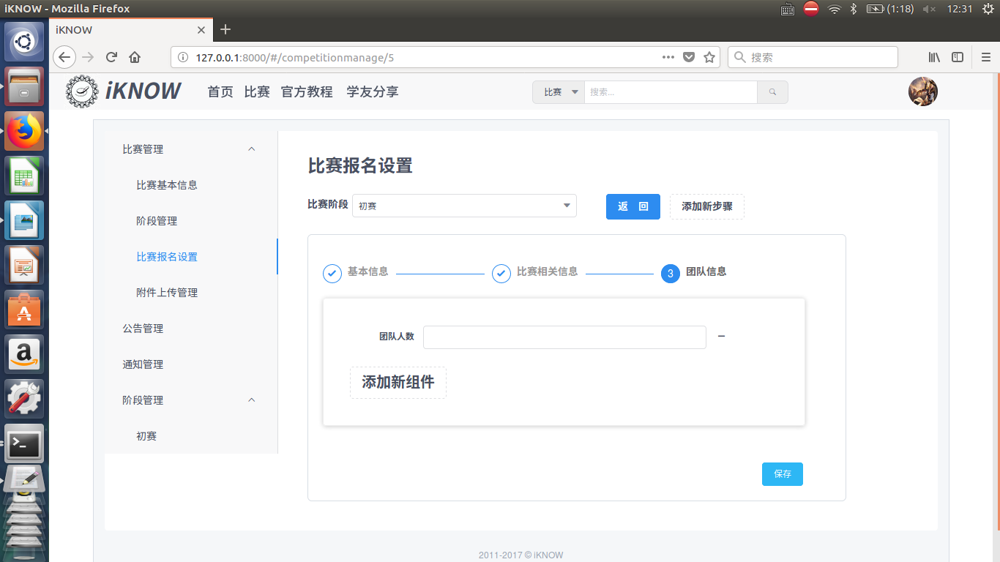 iKNOW - Mozilla Firefox
(1:18)
12:31
iKNOW
127.0.0.1:8000/#/competitionmanage/5
搜索
iKNOW
首页 比赛 官方教程 学友分享
比赛
搜索...
比赛管理
比赛基本信息
阶段管理
比赛报名设置
附件上传管理
公告管理
通知管理
阶段管理
初赛
比赛报名设置
比赛阶段 初赛 返 回 添加新步骤
基本信息 比赛相关信息 3 团队信息
团队人数
添加新组件
保存
2011-2017 © iKNOW